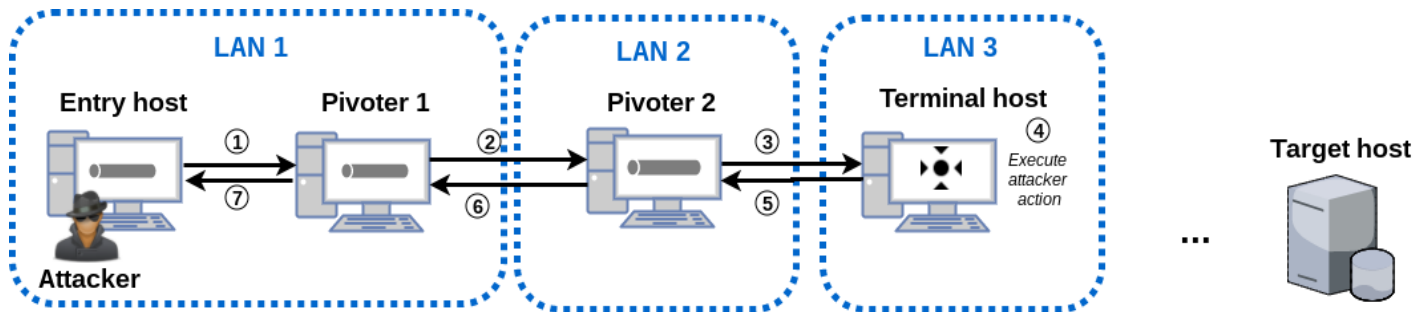 LAN 1
LAN 2
LAN 3
Entry host
Pivoter 1
Pivoter 2
Terminal host
①
②
③
④
Execute
attacker
action
Target host
⑦
⑥
⑤
...
Attacker